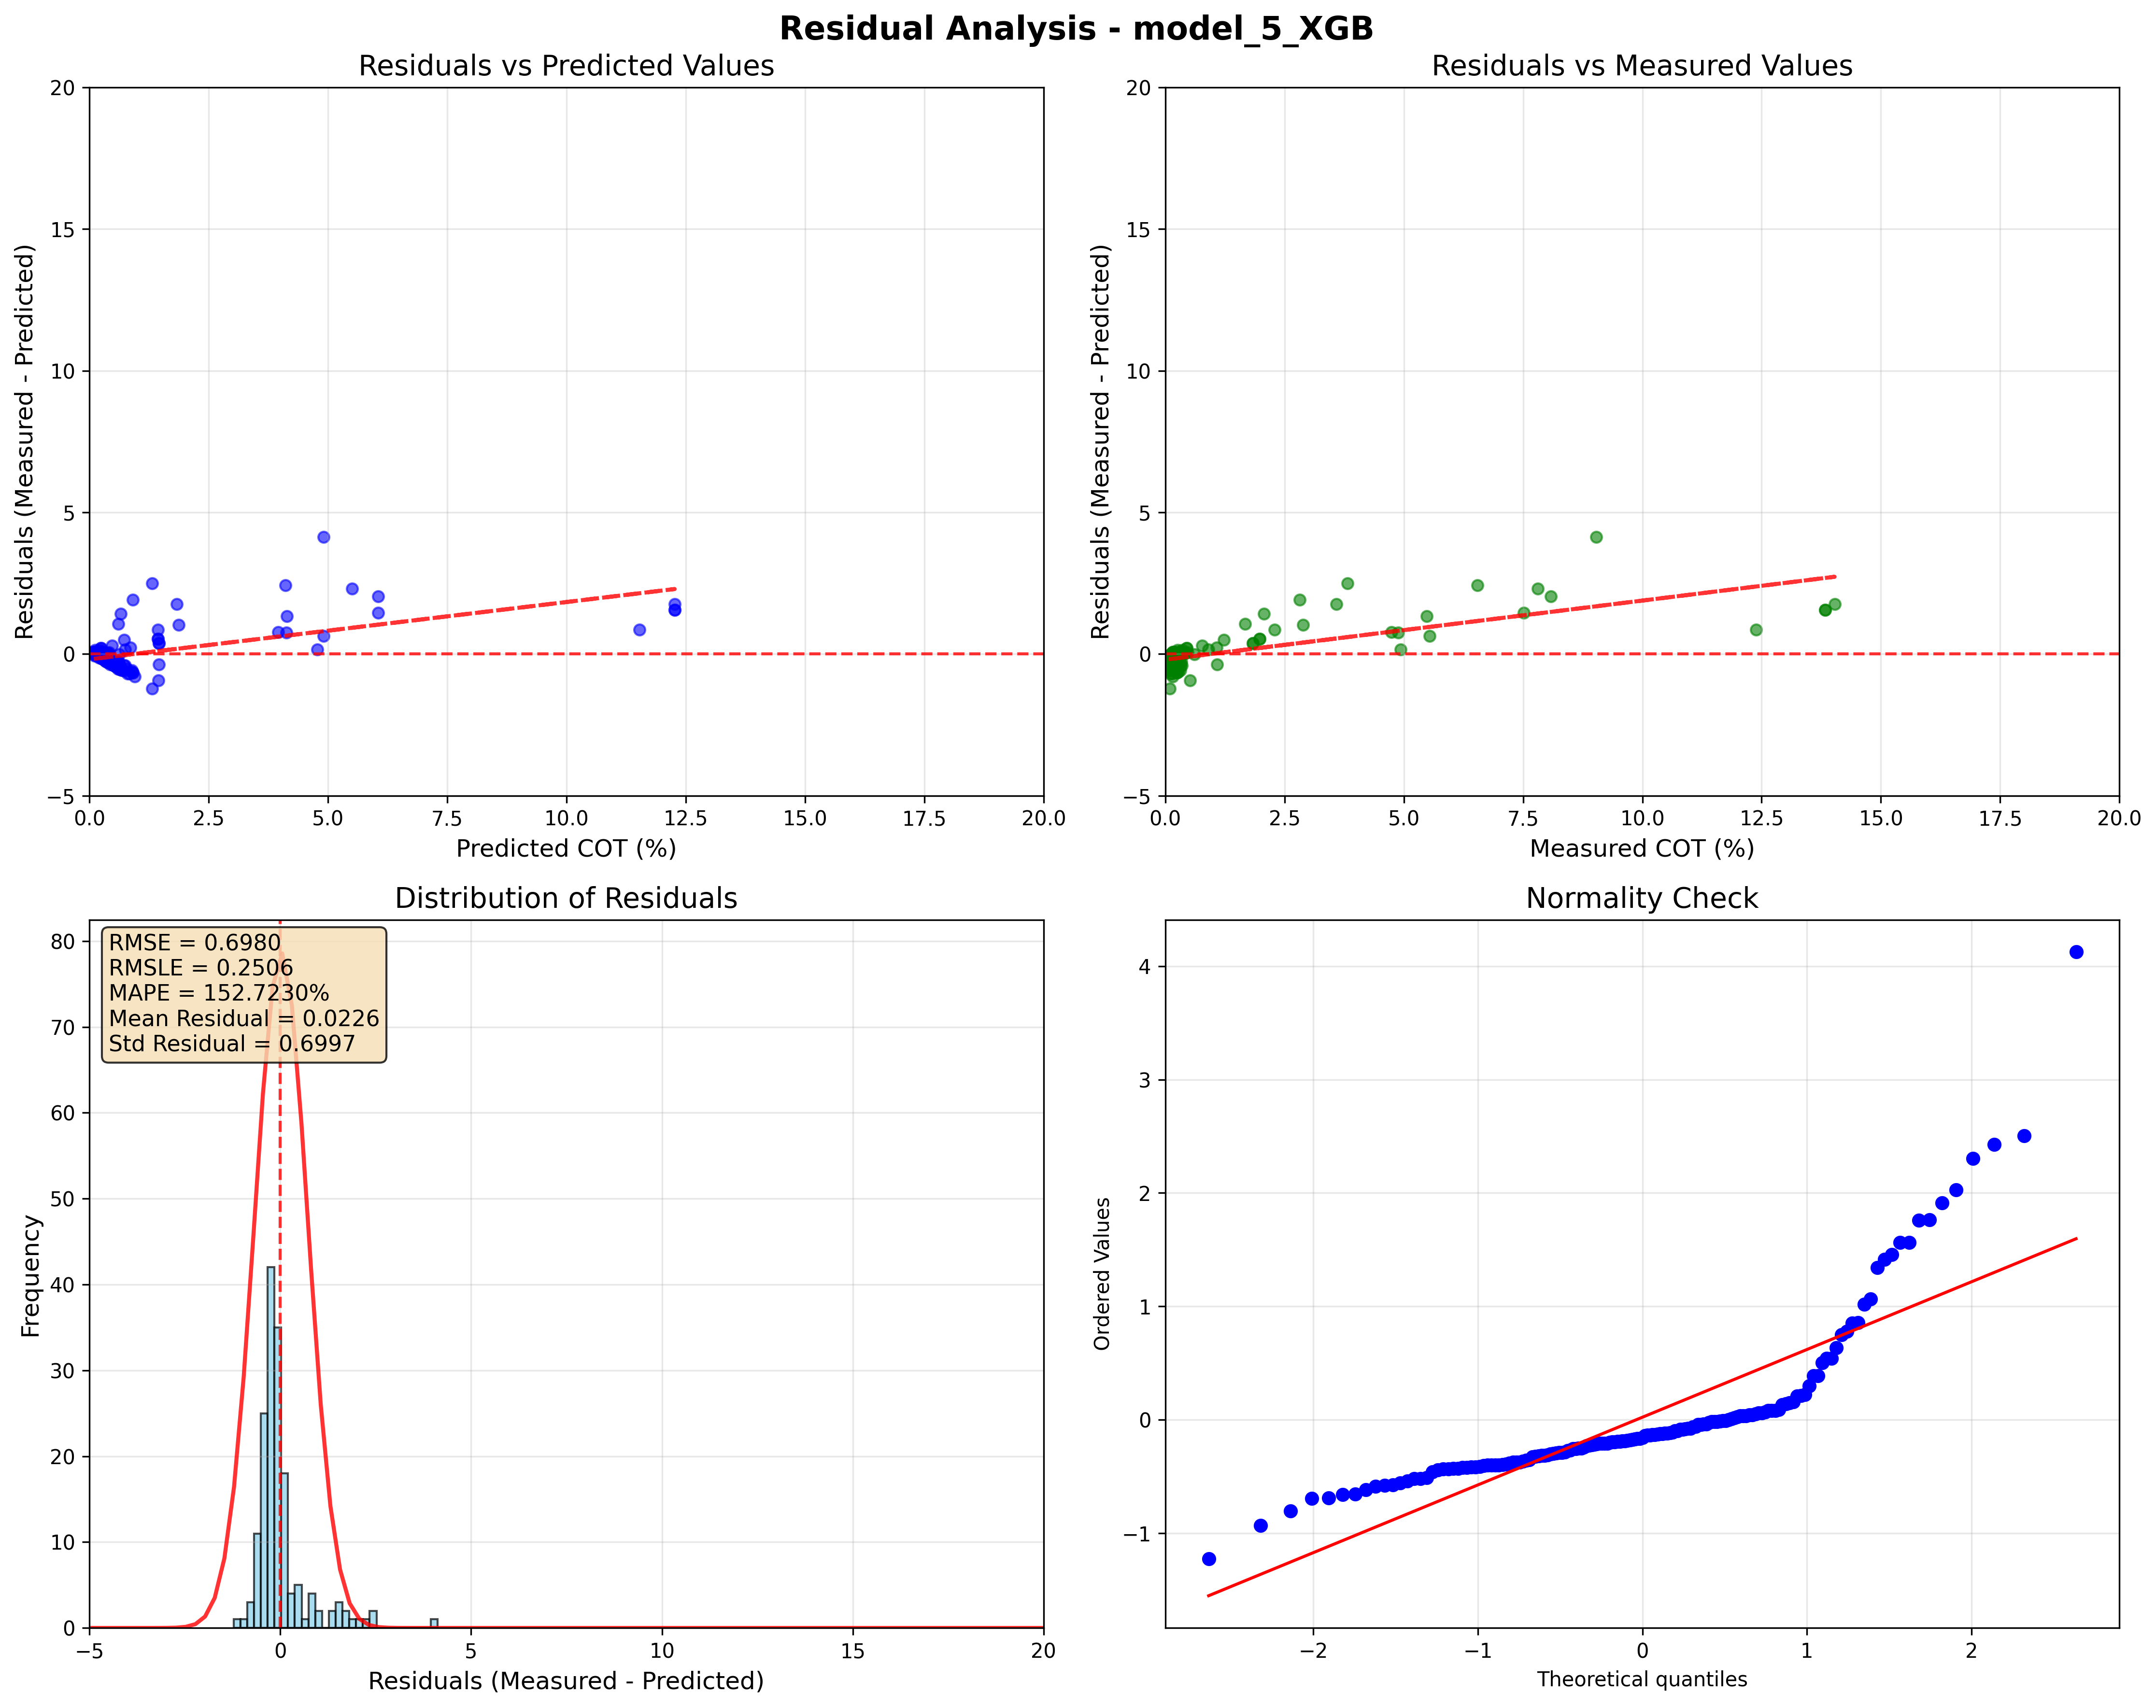 Residual Analysis - model_5_XGB
Residuals vs Predicted Values
20
15
10
5
0
−5
0.0 2.5 5.0 7.5 10.0 12.5 15.0 17.5 20.0
Predicted COT (%)
Residuals (Measured - Predicted)
Residuals vs Measured Values
20
15
10
5
0
−5
0.0 2.5 5.0 7.5 10.0 12.5 15.0 17.5 20.0
Measured COT (%)
Residuals (Measured - Predicted)
Distribution of Residuals
RMSE = 0.6980
RMSLE = 0.2506
MAPE = 152.7230%
Mean Residual = 0.0226
Std Residual = 0.6997
80
70
60
50
40
30
20
10
0
−5 0 5 10 15 20
Residuals (Measured - Predicted)
Frequency
Normality Check
4
3
2
1
0
−1
−2 −1 0 1 2
Theoretical quantiles
Ordered Values